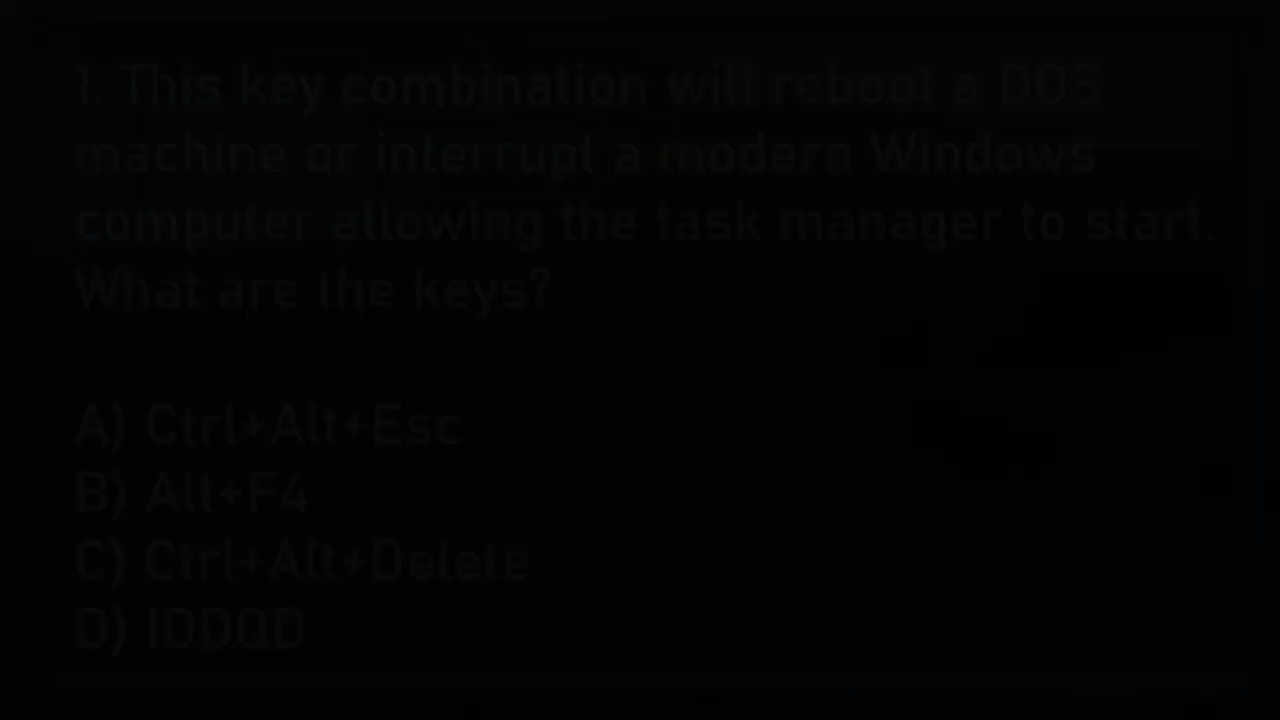 1. This key combination will reboot a DOS
machine or interrupt a modern Windows
computer allowing the task manager to start.
What are the keys?
A) Ctrl+Alt+Esc
B) Alt+F4
C) Ctrl+Alt+Delete
D) IDDQD